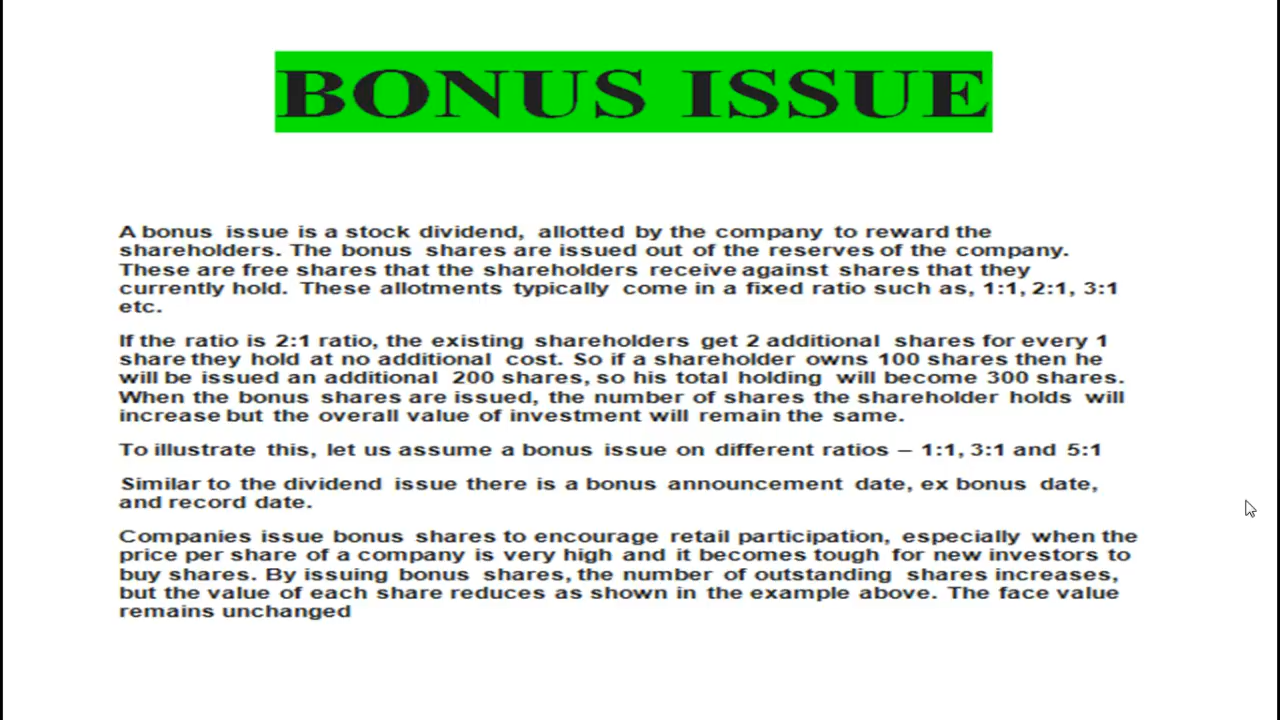 BONUS ISSUE
A bonus issue is a stock dividend, allotted by the company to reward the
shareholders. The bonus shares are issued out of the reserves of the company.
These are free shares that the shareholders receive against shares that they
currently hold. These allotments typically come in a fixed ratio such as, 1:1, 2:1, 3:1
etc.
If the ratio is 2:1 ratio, the existing shareholders get 2 additional shares for every 1
share they hold at no additional cost. So if a shareholder owns 100 shares then he
will be issued an additional 200 shares, so his total holding will become 300 shares.
When the bonus shares are issued, the number of shares the shareholder holds will
increase but the overall value of investment will remain the same.
To illustrate this, let us assume a bonus issue on different ratios – 1:1, 3:1 and 5:1
Similar to the dividend issue there is a bonus announcement date, ex bonus date,
and record date.
Companies issue bonus shares to encourage retail participation, especially when the
price per share of a company is very high and it becomes tough for new investors to
buy shares. By issuing bonus shares, the number of outstanding shares increases,
but the value of each share reduces as shown in the example above. The face value
remains unchanged